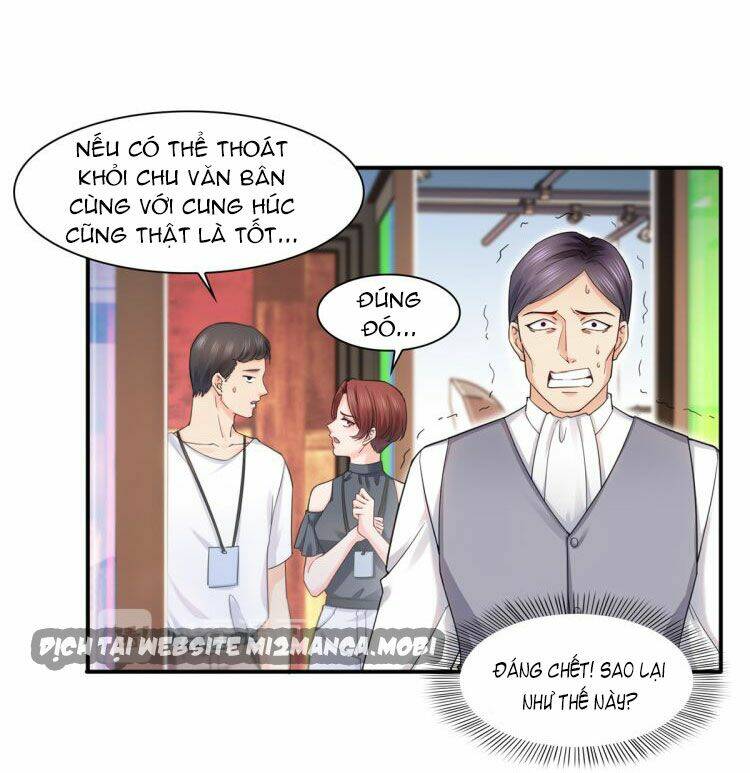 NẾU CÓ THỂ THOÁT
KHỎI CHU VĂN BÂN
CÙNG VỚI CUNG HÚC
CŨNG THẬT LÀ TỐT...
ĐÚNG
ĐÓ...
DỊCH TẠI WEBSITE MI2MANGA.MOBI
ĐÁNG CHẾT! SAO LẠI
NHƯ THẾ NÀY?